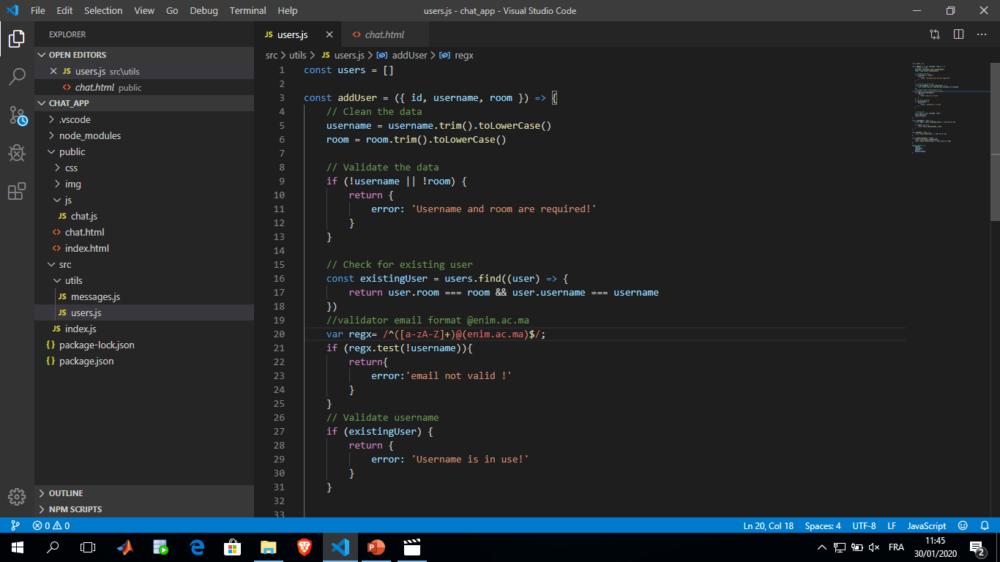 File Edit Selection View Go Debug Terminal Help
users.js - chat_app - Visual Studio Code
EXPLORER
OPEN EDITORS
JS users.js src\utils
<> chat.html public
CHAT_APP
.vscode
node_modules
public
css
img
js
JS chat.js
<> chat.html
<> index.html
src
utils
JS messages.js
JS users.js
JS index.js
{} package-lock.json
{} package.json
OUTLINE
NPM SCRIPTS
JS users.js
<> chat.html
src > utils > JS users.js > addUser > regx
1 const users = []
2
3 const addUser = ({ id, username, room }) => {
4 // Clean the data
5 username = username.trim().toLowerCase()
6 room = room.trim().toLowerCase()
7
8 // Validate the data
9 if (!username || !room) {
10 return {
11 error: 'Username and room are required!'
12 }
13 }
14
15 // Check for existing user
16 const existingUser = users.find((user) => {
17 return user.room === room && user.username === username
18 })
19 //validator email format @enim.ac.ma
20 var regx= /^([a-zA-Z]+)@(enim.ac.ma)$/;
21 if (regx.test(!username)){
22 return{
23 error:'email not valid !'
24 }
25 }
26 // Validate username
27 if (existingUser) {
28 return {
29 error: 'Username is in use!'
30 }
31 }
32
33
0 0
Ln 20, Col 18 Spaces: 4 UTF-8 LF JavaScript
FRA
11:45
30/01/2020
2